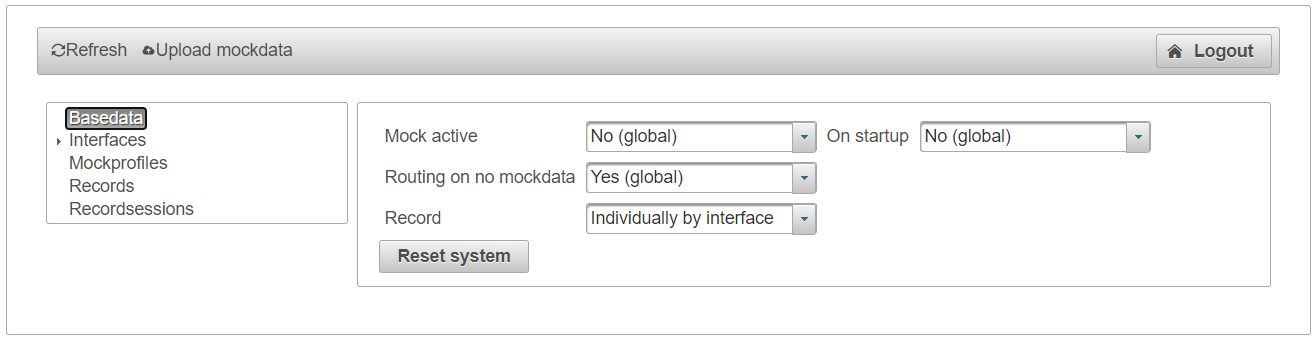 Refresh Upload mockdata Logout
Basedata
Interfaces
Mockprofiles
Records
Recordsessions
Mock active No (global) On startup No (global)
Routing on no mockdata Yes (global)
Record Individually by interface
Reset system